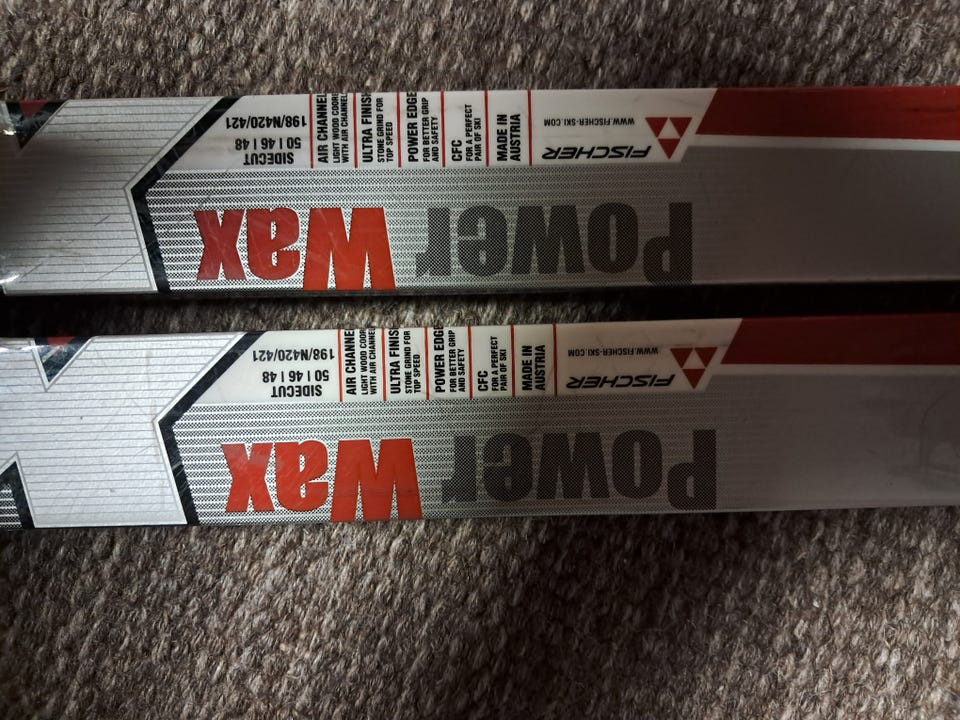 SIDECUT
50 | 46 | 48
198/N420/421
AIR CHANNEL
LIGHT WOOD CORE
WITH AIR CHANNEL
ULTRA FINISH
STONE GRIND FOR
TOP SPEED
POWER EDGE
FOR BETTER GRIP
AND SAFETY
CFC
FOR A PERFECT
PAIR OF SKI
MADE IN
AUSTRIA
WWW.FISCHER-SKI.COM
FISCHER
Power Wax
SIDECUT
50 | 46 | 48
198/N420/421
AIR CHANNE
LIGHT WOOD CORE
WITH AIR CHANNEL
ULTRA FINIS
STONE GRIND FOR
TOP SPEED
POWER EDGE
FOR BETTER GRIP
AND SAFETY
CFC
FOR A PERFECT
PAIR OF SKI
MADE IN
AUSTRIA
WWW.FISCHER-SKI.COM
FISCHER
Power Wax